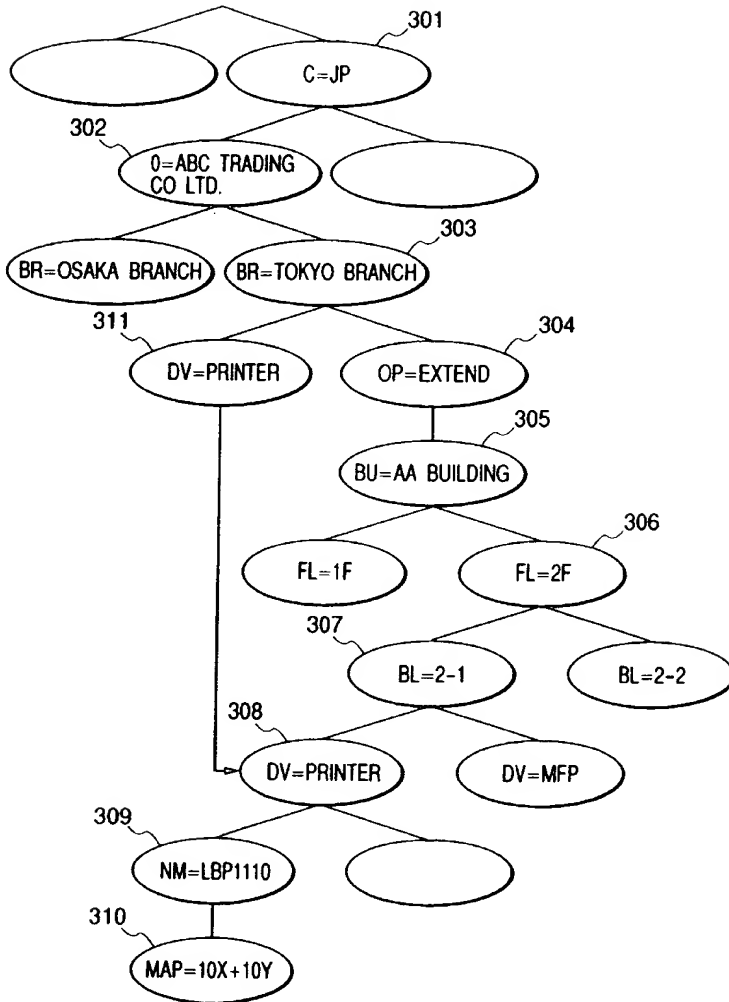 301
C=JP
302
0=ABC TRADING
CO LTD.
303
BR=OSAKA BRANCH
BR=TOKYO BRANCH
311
304
DV=PRINTER
OP=EXTEND
305
BU=AA BUILDING
306
FL=1F
FL=2F
307
BL=2-1
BL=2-2
308
DV=PRINTER
DV=MFP
309
NM=LBP1110
310
MAP=10X+10Y